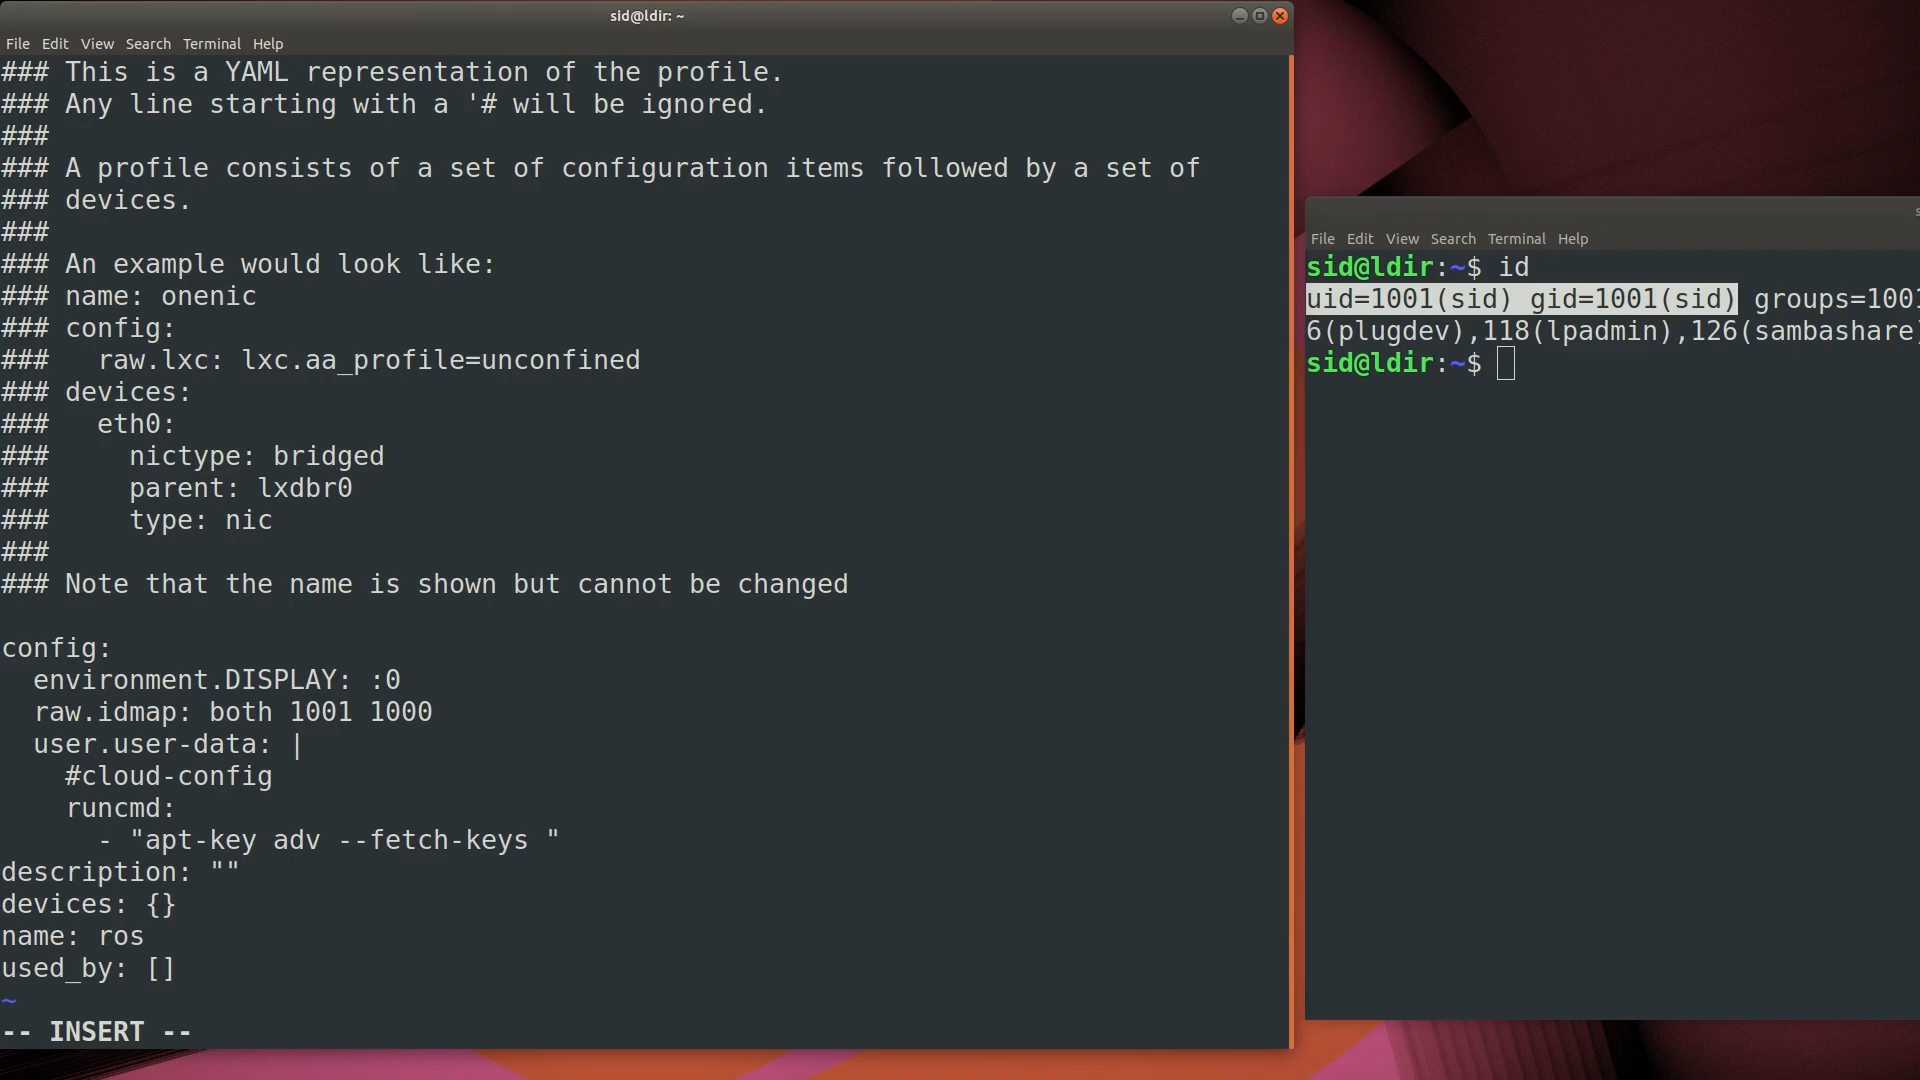 sid@ldir: ~
File Edit View Search Terminal Help
### This is a YAML representation of the profile.
### Any line starting with a '# will be ignored.
###
### A profile consists of a set of configuration items followed by a set of
### devices.
###
### An example would look like:
### name: onenic
### config:
###   raw.lxc: lxc.aa_profile=unconfined
### devices:
###   eth0:
###     nictype: bridged
###     parent: lxdbr0
###     type: nic
###
### Note that the name is shown but cannot be changed

config:
  environment.DISPLAY: :0
  raw.idmap: both 1001 1000
  user.user-data: |
    #cloud-config
    runcmd:
      - "apt-key adv --fetch-keys "
description: ""
devices: {}
name: ros
used_by: []
~
-- INSERT --
File Edit View Search Terminal Help
sid@ldir:~$ id
uid=1001(sid) gid=1001(sid) groups=1001
6(plugdev),118(lpadmin),126(sambashare)
sid@ldir:~$